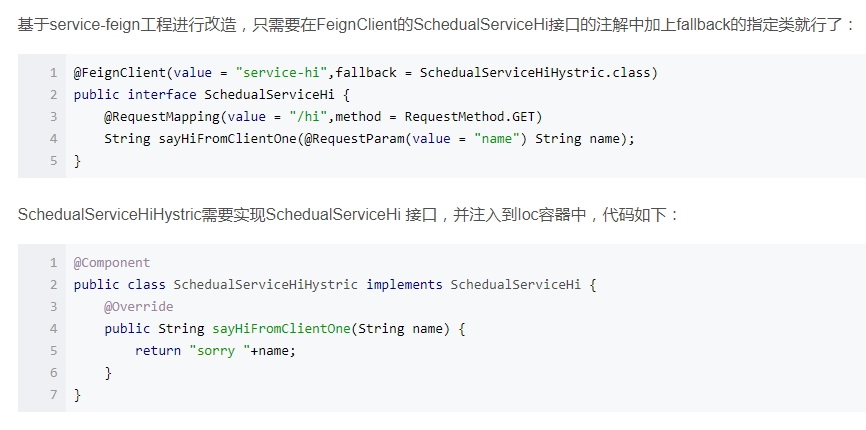 基于service-feign工程进行改造，只需要在FeignClient的SchedualServiceHi接口的注解中加上fallback的指定类就行了：
1 @FeignClient(value = "service-hi",fallback = SchedualServiceHiHystric.class)
2 public interface SchedualServiceHi {
3     @RequestMapping(value = "/hi",method = RequestMethod.GET)
4     String sayHiFromClientOne(@RequestParam(value = "name") String name);
5 }
SchedualServiceHiHystric需要实现SchedualServiceHi 接口，并注入到Ioc容器中，代码如下：
1 @Component
2 public class SchedualServiceHiHystric implements SchedualServiceHi {
3     @Override
4     public String sayHiFromClientOne(String name) {
5         return "sorry "+name;
6     }
7 }